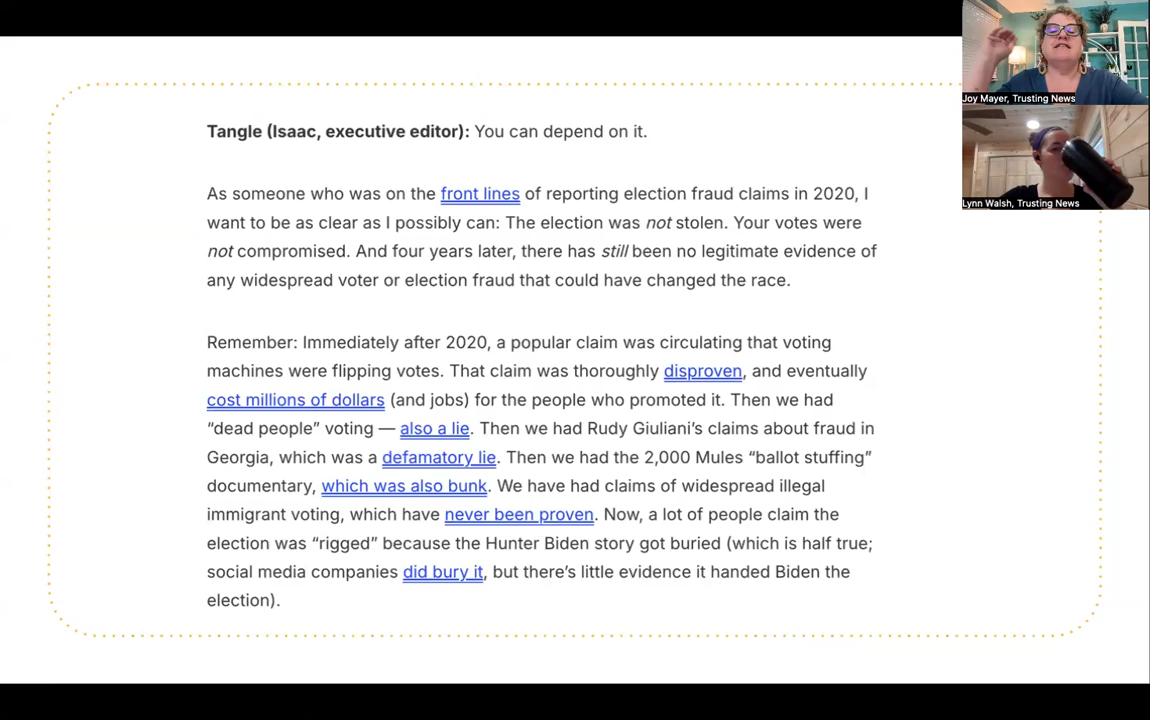 Tangle (Isaac, executive editor): You can depend on it.
As someone who was on the front lines of reporting election fraud claims in 2020, I
want to be as clear as I possibly can: The election was not stolen. Your votes were
not compromised. And four years later, there has still been no legitimate evidence of
any widespread voter or election fraud that could have changed the race.
Remember: Immediately after 2020, a popular claim was circulating that voting
machines were flipping votes. That claim was thoroughly disproven, and eventually
cost millions of dollars (and jobs) for the people who promoted it. Then we had
“dead people” voting — also a lie. Then we had Rudy Giuliani’s claims about fraud in
Georgia, which was a defamatory lie. Then we had the 2,000 Mules “ballot stuffing”
documentary, which was also bunk. We have had claims of widespread illegal
immigrant voting, which have never been proven. Now, a lot of people claim the
election was “rigged” because the Hunter Biden story got buried (which is half true;
social media companies did bury it, but there’s little evidence it handed Biden the
election).
Joy Mayer, Trusting News
Lynn Walsh, Trusting News